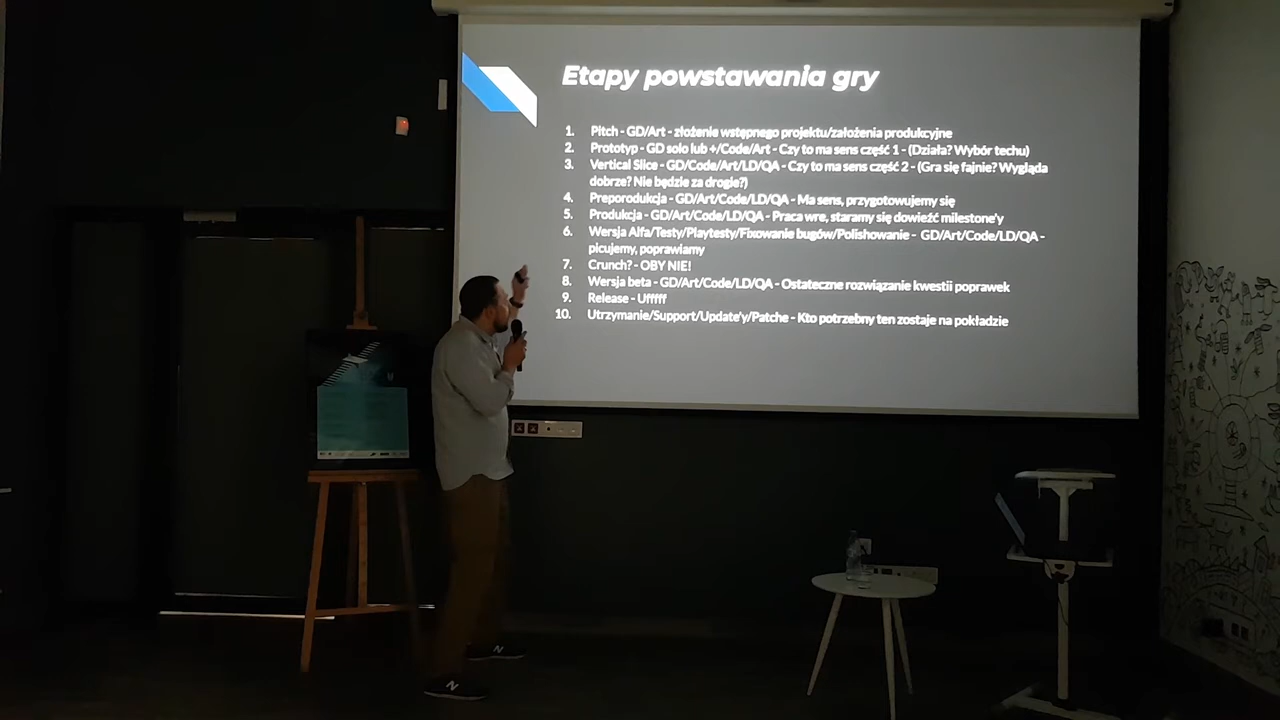 Etapy powstawania gry
1. Pitch - GD/Art - złożenie wstępnego projektu/założenia produkcyjne
2. Prototyp - GD solo lub +/Code/Art - Czy to ma sens część 1 - (Działa? Wybór techu)
3. Vertical Slice - GD/Code/Art/LD/QA - Czy to ma sens część 2 - (Gra się fajnie? Wygląda
dobrze? Nie będzie za drogie?)
4. Preporodukcja - GD/Art/Code/LD/QA - Ma sens, przygotowujemy się
5. Produkcja - GD/Art/Code/LD/QA - Praca wre, staramy się dowieźć milestone'y
6. Wersja Alfa/Testy/Playtesty/Fixowanie bugów/Polishowanie - GD/Art/Code/LD/QA -
picujemy, poprawiamy
7. Crunch? - OBY NIE!
8. Wersja beta - GD/Art/Code/LD/QA - Ostateczne rozwiązanie kwestii poprawek
9. Release - Ufffff
10. Utrzymanie/Support/Update'y/Patche - Kto potrzebny ten zostaje na pokładzie
N
N